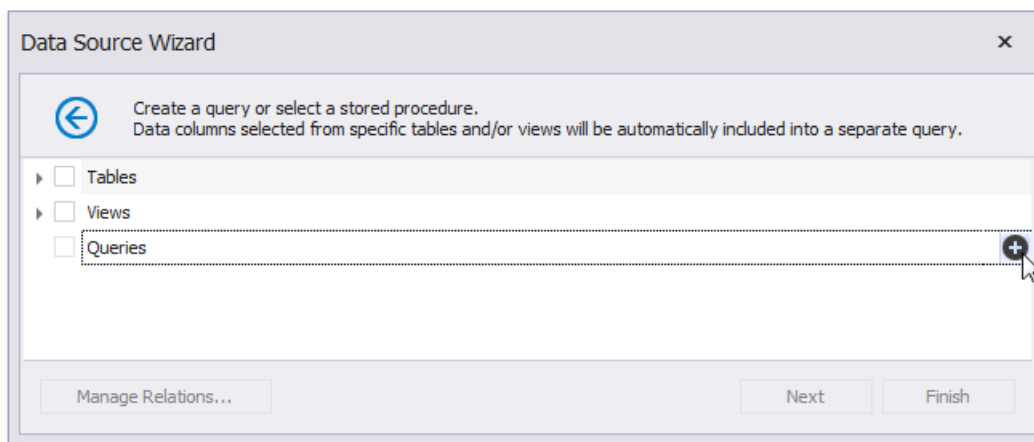 Data Source Wizard
Create a query or select a stored procedure.
Data columns selected from specific tables and/or views will be automatically included into a separate query.
Tables
Views
Queries
Manage Relations...
Next
Finish